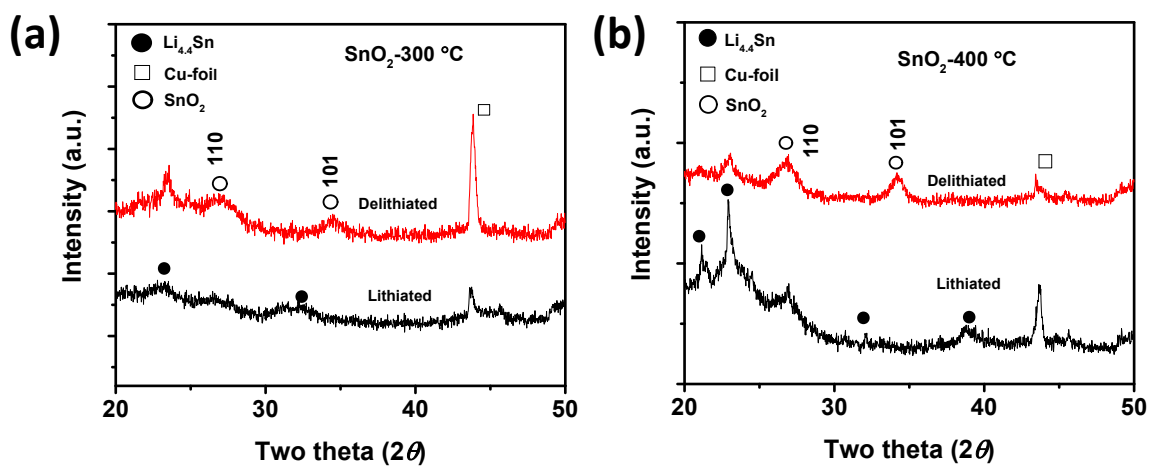 (a)
Li4.4Sn
Cu-foil
SnO2
SnO2-300 °C
110
101
Delithiated
Lithiated
Intensity (a.u.)
20 30 40 50
Two theta (2θ)
(b)
Li4.4Sn
Cu-foil
SnO2
SnO2-400 °C
110
101
Delithiated
Lithiated
Intensity (a.u.)
20 30 40 50
Two theta (2θ)